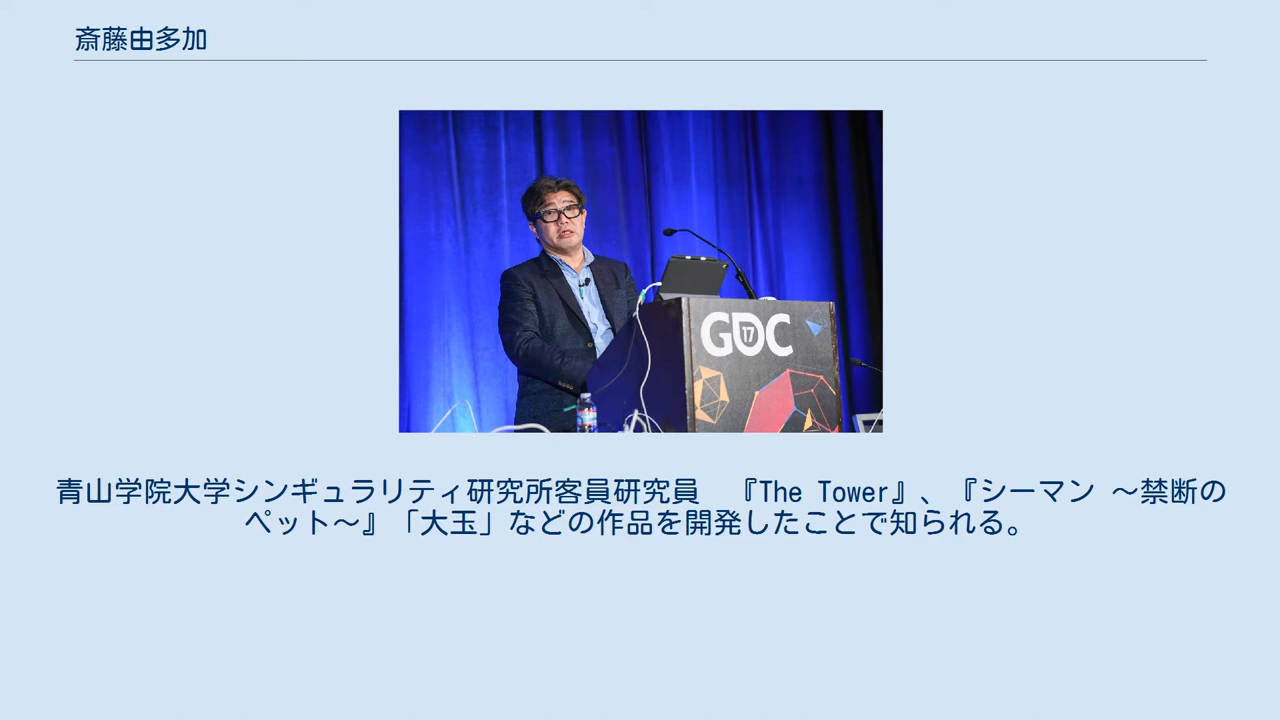 斎藤由多加
GDC
17
青山学院大学シンギュラリティ研究所客員研究員　『The Tower』、『シーマン ～禁断の
ペット～』「大玉」などの作品を開発したことで知られる。